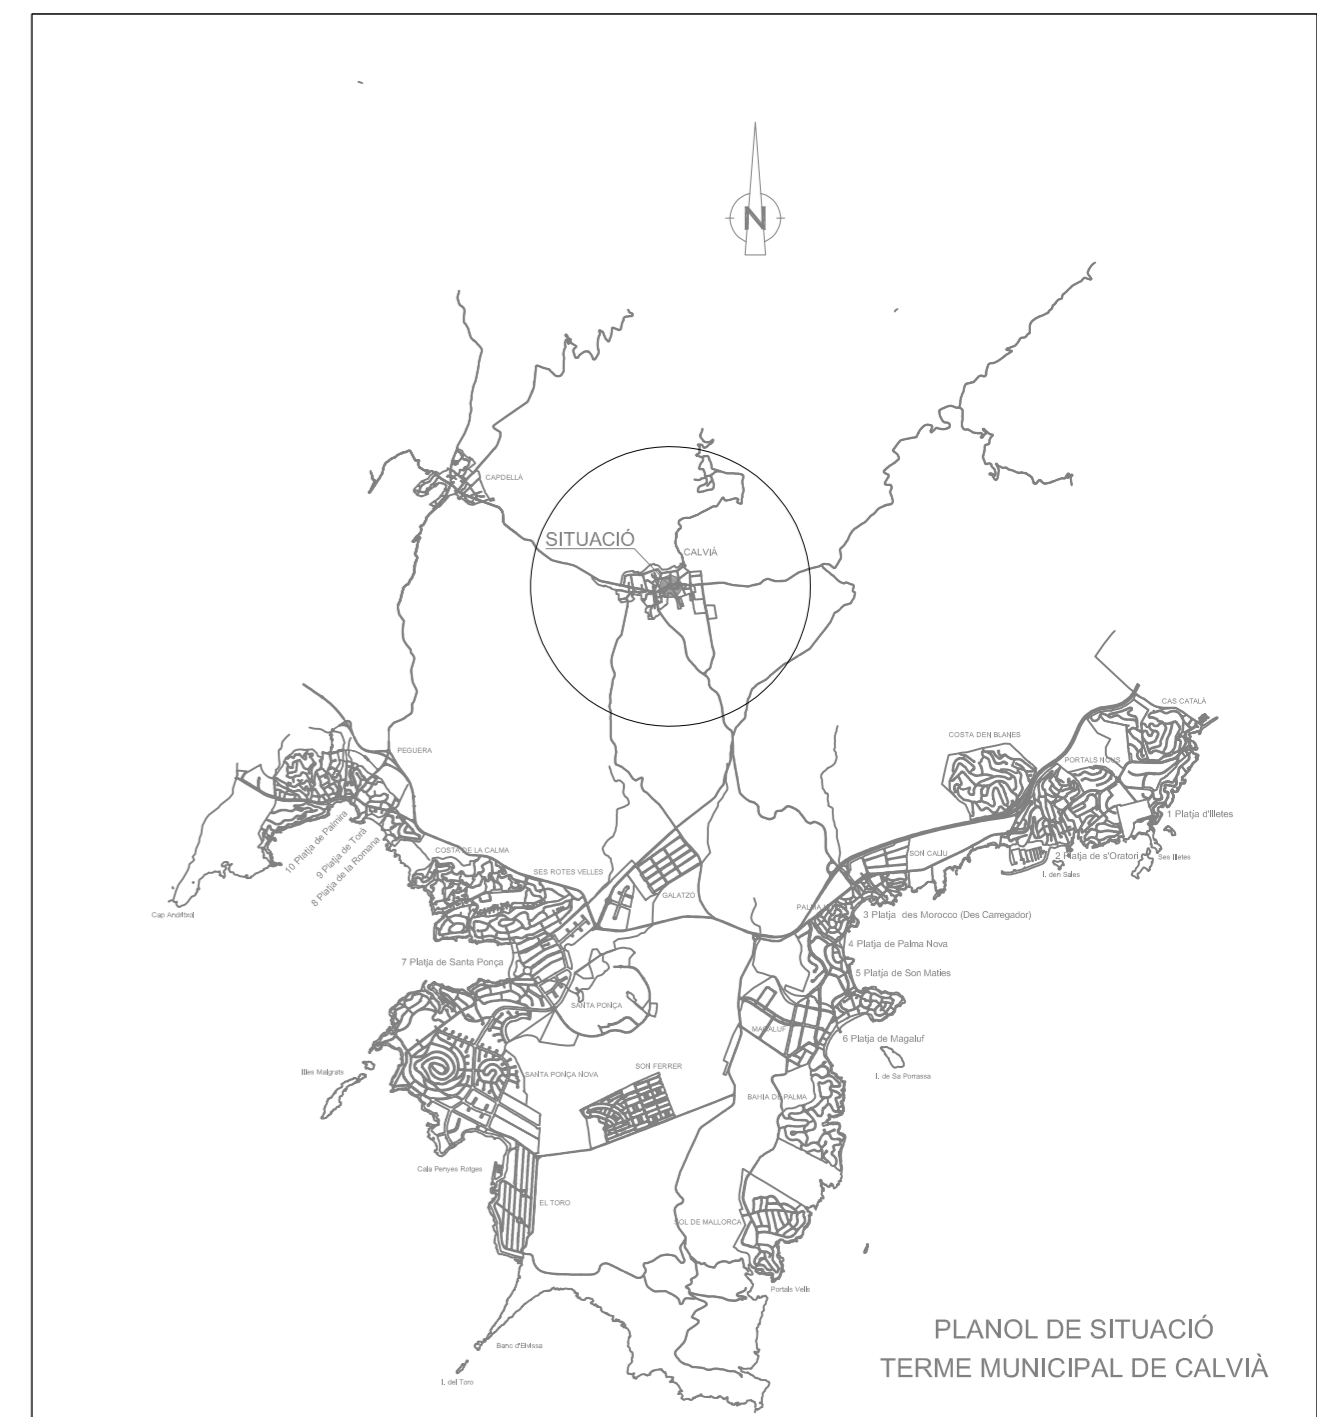 N
CAPDELLÀ
SITUACIÓ
CALVIÀ
CAS CATALÀ
COSTA DEN BLANES
PEGUERA
PORTALS NOUS
1 Platja d'Illetes
10 Platja de Palmira
9 Platja de Torà
8 Platja de la Romana
COSTA DE LA CALMA
SON CALIU
2 Platja de s'Oratori
Ses Illetes
SES ROTES VELLES
I. den Sales
GALATZÓ
Cap Andritxol
3 Platja des Morocco (Des Carregador)
4 Platja de Palma Nova
7 Platja de Santa Ponça
5 Platja de Son Maties
SANTA PONÇA
MAGALUF
6 Platja de Magaluf
Illes Malgrats
SANTA PONÇA NOVA
SON FERRER
I. de Sa Porrassa
BAHIA DE PALMA
Cala Penyes Rotges
EL TORO
SOL DE MALLORCA
Portals Vells
Banc d'Eivissa
I. del Toro
PLANOL DE SITUACIÓ
TERME MUNICIPAL DE CALVIÀ